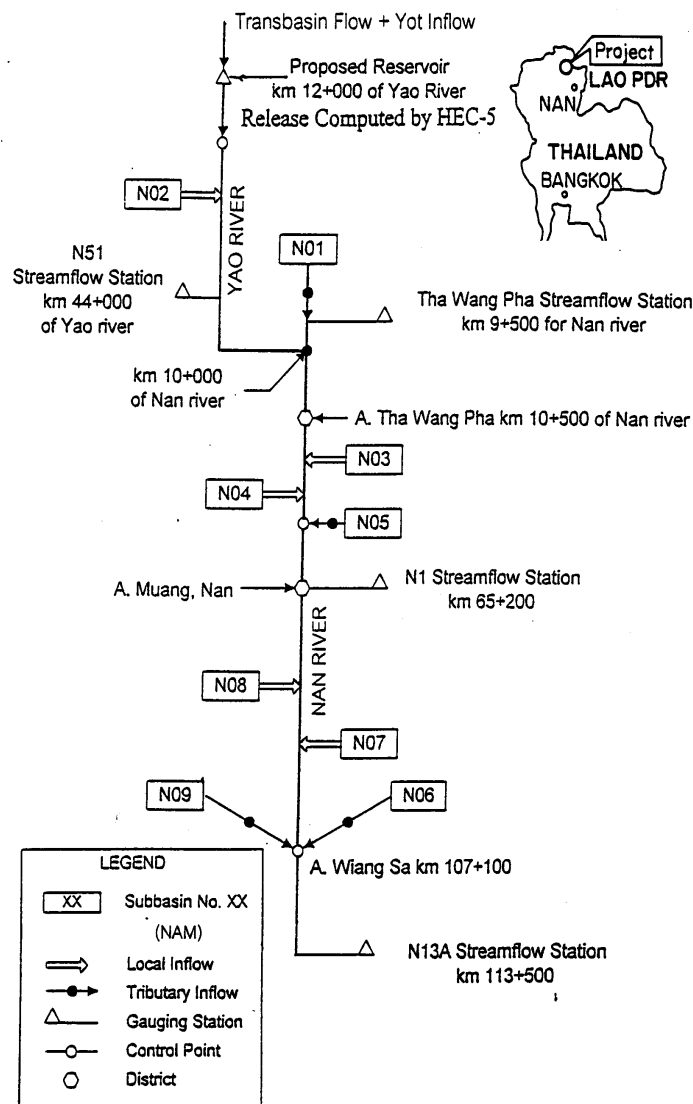 Transbasin Flow + Yot Inflow
Proposed Reservoir
km 12+000 of Yao River
Release Computed by HEC-5
Project
LAO PDR
NAN
THAILAND
BANGKOK
N02
YAO RIVER
N01
N51
Streamflow Station
km 44+000
of Yao river
Tha Wang Pha Streamflow Station
km 9+500 for Nan river
km 10+000
of Nan river
A. Tha Wang Pha km 10+500 of Nan river
N03
N04
N05
A. Muang, Nan
N1 Streamflow Station
km 65+200
NAN RIVER
N08
N07
N09
N06
A. Wiang Sa km 107+100
N13A Streamflow Station
km 113+500
LEGEND
XX Subbasin No. XX
(NAM)
Local Inflow
Tributary Inflow
Gauging Station
Control Point
District